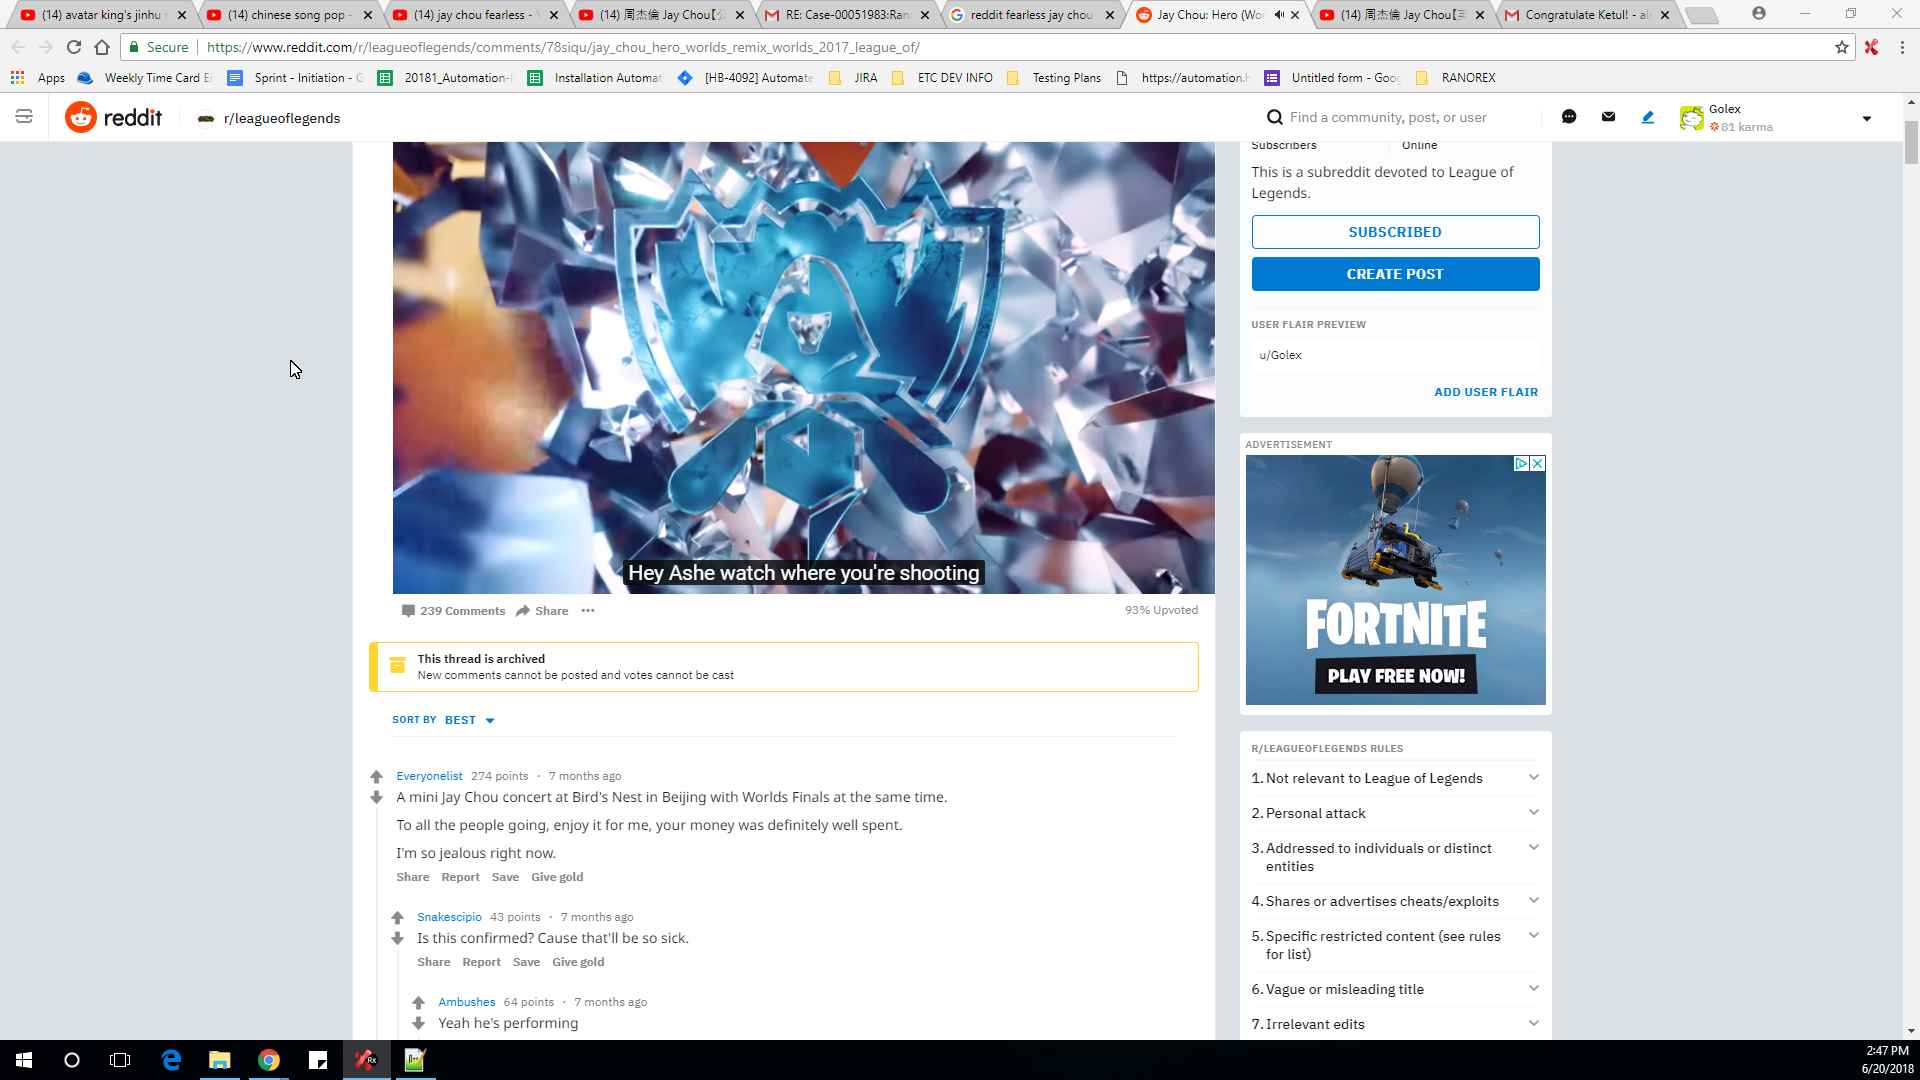 (14) avatar king's jinhu
(14) chinese song pop -
(14) jay chou fearless -
(14) 周杰倫 Jay Chou【
RE: Case-00051983:Ran
reddit fearless jay chou
Jay Chou: Hero (Wo
(14) 周杰倫 Jay Chou【
Congratulate Ketul! - al
Secure
https://www.reddit.com/r/leagueoflegends/comments/78siqu/jay_chou_hero_worlds_remix_worlds_2017_league_of/
Apps
Weekly Time Card E
Sprint - Initiation - G
20181_Automation-
Installation Automat
[HB-4092] Automate
JIRA
ETC DEV INFO
Testing Plans
https://automation.h
Untitled form - Goo
RANOREX
reddit
r/leagueoflegends
Find a community, post, or user
Golex
81 karma
Subscribers
Online
This is a subreddit devoted to League of
Legends.
SUBSCRIBED
CREATE POST
USER FLAIR PREVIEW
u/Golex
ADD USER FLAIR
Hey Ashe watch where you're shooting
239 Comments
Share
93% Upvoted
This thread is archived
New comments cannot be posted and votes cannot be cast
SORT BY BEST
ADVERTISEMENT
FORTNITE
PLAY FREE NOW!
Everyonelist 274 points · 7 months ago
A mini Jay Chou concert at Bird's Nest in Beijing with Worlds Finals at the same time.
To all the people going, enjoy it for me, your money was definitely well spent.
I'm so jealous right now.
Share Report Save Give gold
Snakescipio 43 points · 7 months ago
Is this confirmed? Cause that'll be so sick.
Share Report Save Give gold
Ambushes 64 points · 7 months ago
Yeah he's performing
R/LEAGUEOFLEGENDS RULES
1. Not relevant to League of Legends
2. Personal attack
3. Addressed to individuals or distinct
entities
4. Shares or advertises cheats/exploits
5. Specific restricted content (see rules
for list)
6. Vague or misleading title
7. Irrelevant edits
2:47 PM
6/20/2018